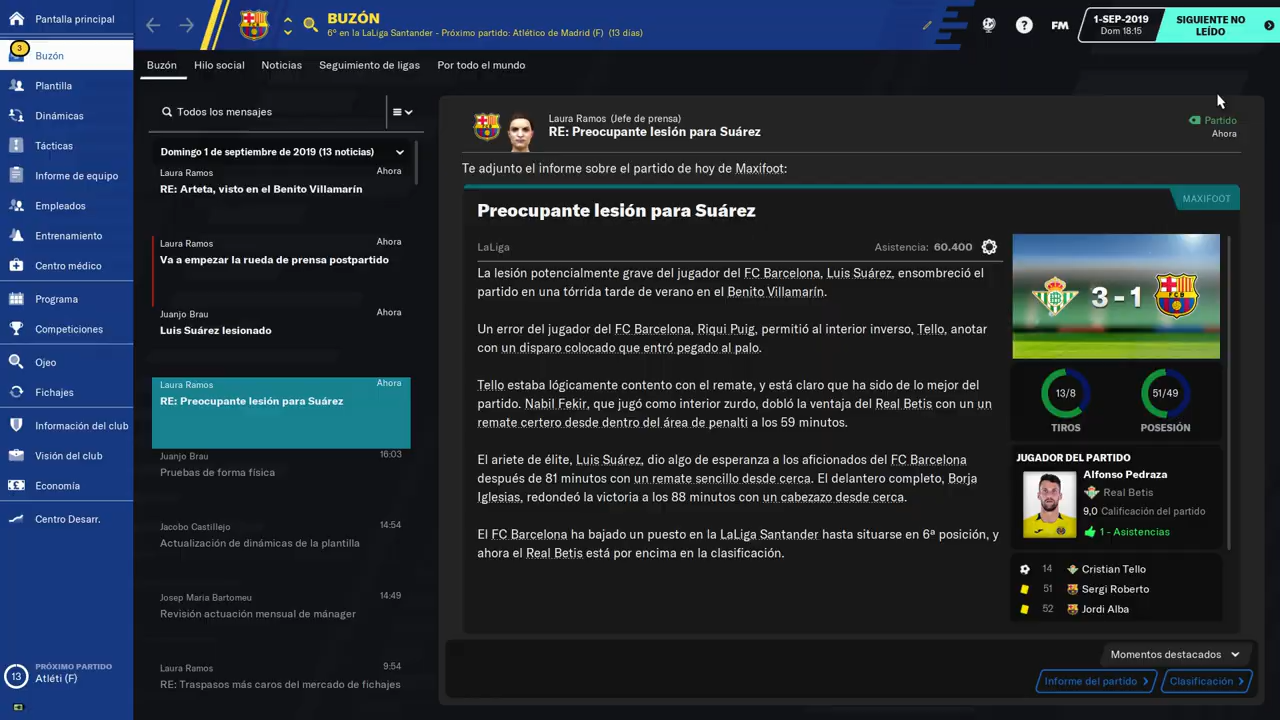 Pantalla principal
3
Buzón
Plantilla
Dinámicas
Tácticas
Informe de equipo
Empleados
Entrenamiento
Centro médico
Programa
Competiciones
Ojeo
Fichajes
Información del club
Visión del club
Economía
Centro Desarr.
13
PRÓXIMO PARTIDO
Atléti (F)
BUZÓN
6º en la LaLiga Santander - Próximo partido: Atlético de Madrid (F) (13 días)
FM
1-SEP-2019
Dom 18:15
SIGUIENTE NO
LEÍDO
Buzón
Hilo social
Noticias
Seguimiento de ligas
Por todo el mundo
Todos los mensajes
Domingo 1 de septiembre de 2019 (13 noticias)
Laura Ramos
Ahora
RE: Arteta, visto en el Benito Villamarín
Laura Ramos
Ahora
Va a empezar la rueda de prensa postpartido
Juanjo Brau
Ahora
Luis Suárez lesionado
Laura Ramos
Ahora
RE: Preocupante lesión para Suárez
Juanjo Brau
16:03
Pruebas de forma física
Jacobo Castillejo
14:54
Actualización de dinámicas de la plantilla
Josep Maria Bartomeu
14:49
Revisión actuación mensual de mánager
Laura Ramos
9:54
RE: Traspasos más caros del mercado de fichajes
Laura Ramos (Jefe de prensa)
RE: Preocupante lesión para Suárez
Partido
Ahora
Te adjunto el informe sobre el partido de hoy de Maxifoot:
MAXIFOOT
Preocupante lesión para Suárez
LaLiga
Asistencia: 60.400
La lesión potencialmente grave del jugador del FC Barcelona, Luis Suárez, ensombreció el
partido en una tórrida tarde de verano en el Benito Villamarín.
Un error del jugador del FC Barcelona, Riqui Puig, permitió al interior inverso, Tello, anotar
con un disparo colocado que entró pegado al palo.
Tello estaba lógicamente contento con el remate, y está claro que ha sido de lo mejor del
partido. Nabil Fekir, que jugó como interior zurdo, dobló la ventaja del Real Betis con un un
remate certero desde dentro del área de penalti a los 59 minutos.
El ariete de élite, Luis Suárez, dio algo de esperanza a los aficionados del FC Barcelona
después de 81 minutos con un remate sencillo desde cerca. El delantero completo, Borja
Iglesias, redondeó la victoria a los 88 minutos con un cabezazo desde cerca.
El FC Barcelona ha bajado un puesto en la LaLiga Santander hasta situarse en 6ª posición, y
ahora el Real Betis está por encima en la clasificación.
3 - 1
13/8
TIROS
51/49
POSESIÓN
JUGADOR DEL PARTIDO
Alfonso Pedraza
Real Betis
9,0 Calificación del partido
1 - Asistencias
14 Cristian Tello
51 Sergi Roberto
52 Jordi Alba
Momentos destacados
Informe del partido
Clasificación